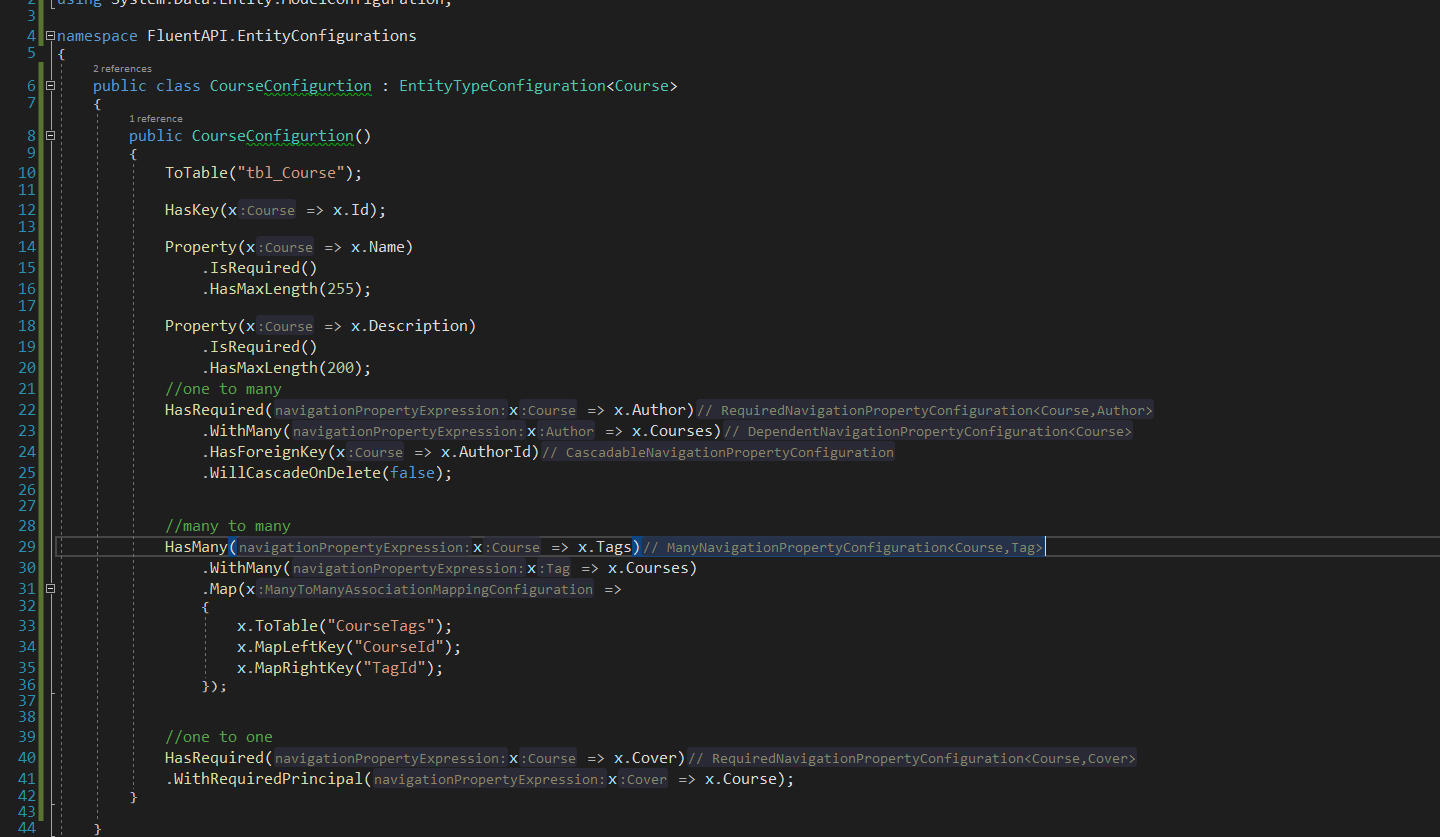 2 using System.Data.Entity.ModelConfiguration;
3
4 namespace FluentAPI.EntityConfigurations
5 {
2 references
6 public class CourseConfigurtion : EntityTypeConfiguration<Course>
7 {
1 reference
8 public CourseConfigurtion()
9 {
10 ToTable("tbl_Course");
11
12 HasKey(x:Course => x.Id);
13
14 Property(x:Course => x.Name)
15 .IsRequired()
16 .HasMaxLength(255);
17
18 Property(x:Course => x.Description)
19 .IsRequired()
20 .HasMaxLength(200);
21 //one to many
22 HasRequired(navigationPropertyExpression:x:Course => x.Author)// RequiredNavigationPropertyConfiguration<Course,Author>
23 .WithMany(navigationPropertyExpression:x:Author => x.Courses)// DependentNavigationPropertyConfiguration<Course>
24 .HasForeignKey(x:Course => x.AuthorId)// CascadableNavigationPropertyConfiguration
25 .WillCascadeOnDelete(false);
26
27
28 //many to many
29 HasMany(navigationPropertyExpression:x:Course => x.Tags)// ManyNavigationPropertyConfiguration<Course,Tag>
30 .WithMany(navigationPropertyExpression:x:Tag => x.Courses)
31 .Map(x:ManyToManyAssociationMappingConfiguration =>
32 {
33 x.ToTable("CourseTags");
34 x.MapLeftKey("CourseId");
35 x.MapRightKey("TagId");
36 });
37
38
39 //one to one
40 HasRequired(navigationPropertyExpression:x:Course => x.Cover)// RequiredNavigationPropertyConfiguration<Course,Cover>
41 .WithRequiredPrincipal(navigationPropertyExpression:x:Cover => x.Course);
42 }
43
44 }